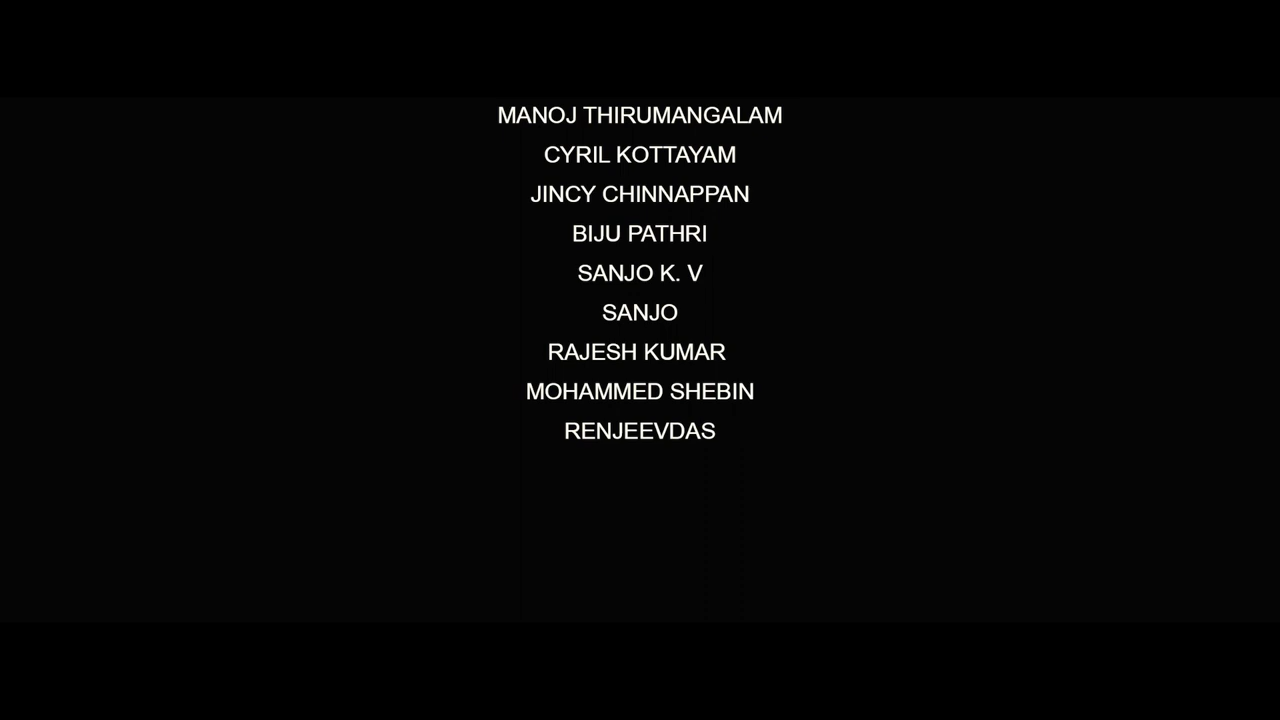 MANOJ THIRUMANGALAM
CYRIL KOTTAYAM
JINCY CHINNAPPAN
BIJU PATHRI
SANJO K. V
SANJO
RAJESH KUMAR
MOHAMMED SHEBIN
RENJEEVDAS